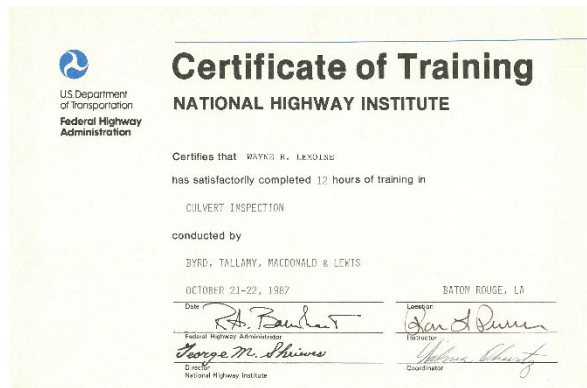 Certificate of Training
NATIONAL HIGHWAY INSTITUTE
U.S. Department
of Transportation
Federal Highway
Administration
Certifies that WAYNE R. LEMOINE
has satisfactorily completed 12 hours of training in
CULVERT INSPECTION
conducted by
BYRD, TALLAMY, MACDONALD & LEWIS
OCTOBER 21-22, 1987 BATON ROUGE, LA
Date Location
R.A. Barnhart
Federal Highway Administrator Instructor
George M. Shrieves
Director Coordinator
National Highway Institute